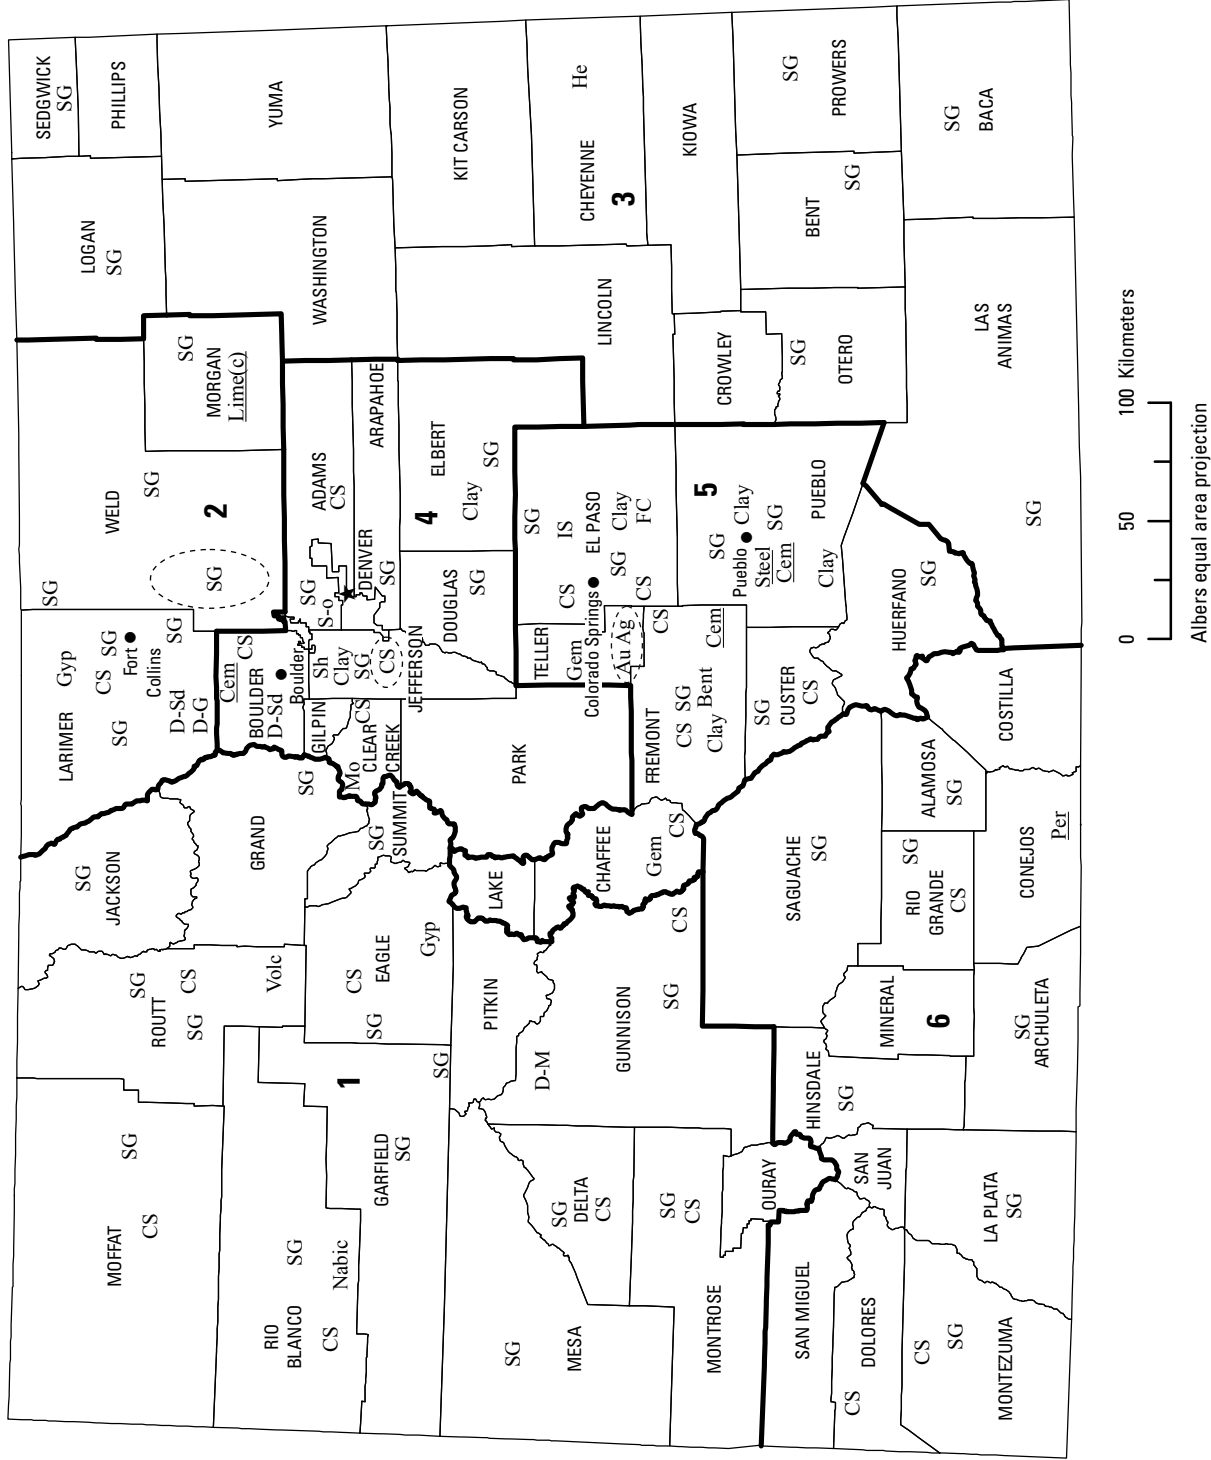 MOFFAT
SG
CS
ROUTT
SG
CS
SG
Volc
JACKSON
SG
LARIMER
Gyp
CS
SG
SG
Fort
Collins
SG
D-Sd
D-G
WELD
SG
SG
SG
2
LOGAN
SG
SEDGWICK
SG
PHILLIPS
MORGAN
SG
Lime(c)
RIO
BLANCO
SG
CS
Nabic
GRAND
SG
Cem
CS
BOULDER
D-Sd
Boulder
YUMA
WASHINGTON
GARFIELD
SG
SG
1
EAGLE
CS
SG
Gyp
SUMMIT
SG
GILPIN
Mo
CLEAR
CREEK
CS
Sh
Clay
SG
CS
JEFFERSON
ADAMS
CS
SG
S-o
DENVER
SG
ARAPAHOE
MESA
SG
PITKIN
LAKE
PARK
DOUGLAS
SG
ELBERT
Clay
SG
4
KIT CARSON
LINCOLN
DELTA
SG
CS
GUNNISON
D-M
SG
CS
CHAFFEE
Gem
CS
TELLER
Gem
Au Ag
Colorado Springs
EL PASO
SG
IS
CS
SG
Clay
FC
CS
CHEYENNE
He
3
MONTROSE
SG
CS
OURAY
FREMONT
CS
SG
Clay
Bent
Cem
CS
PUEBLO
Pueblo
SG
Clay
Steel
SG
Cem
Clay
5
CROWLEY
KIOWA
SAN MIGUEL
HINSDALE
SG
SAGUACHE
SG
CUSTER
SG
CS
OTERO
SG
BENT
SG
PROWERS
SG
DOLORES
CS
SAN
JUAN
MINERAL
6
RIO
GRANDE
SG
CS
ALAMOSA
SG
HUERFANO
SG
LAS
ANIMAS
SG
BACA
SG
MONTEZUMA
CS
SG
LA PLATA
SG
ARCHULETA
SG
CONEJOS
Per
COSTILLA
0 50 100 Kilometers
Albers equal area projection